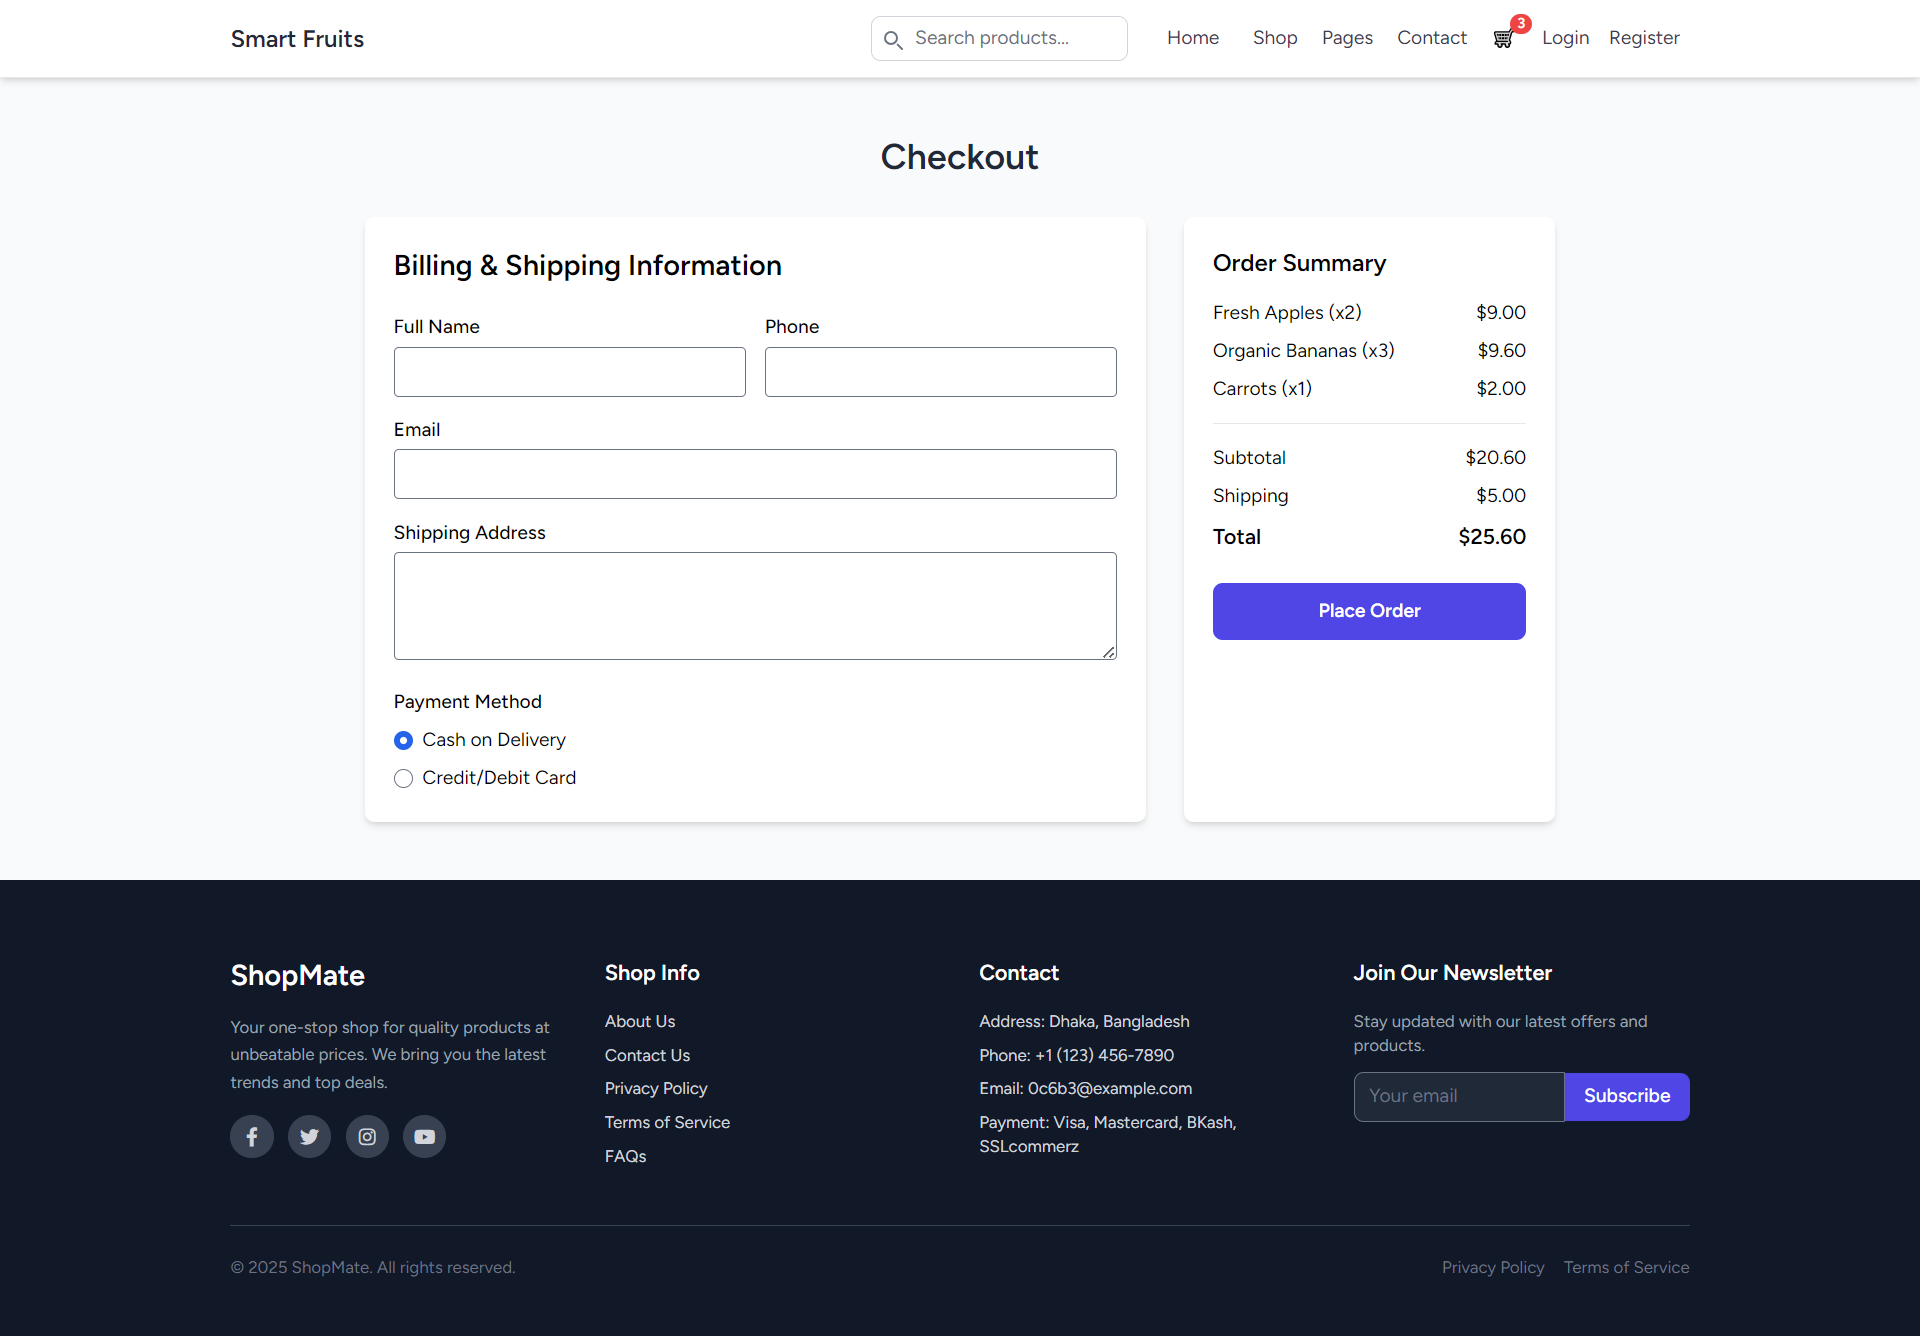 Smart Fruits
Search products...
Home
Shop
Pages
Contact
3
Login
Register
Checkout
Billing & Shipping Information
Full Name
Phone
Email
Shipping Address
Payment Method
Cash on Delivery
Credit/Debit Card
Order Summary
Fresh Apples (x2) $9.00
Organic Bananas (x3) $9.60
Carrots (x1) $2.00
Subtotal $20.60
Shipping $5.00
Total $25.60
Place Order
ShopMate
Your one-stop shop for quality products at
unbeatable prices. We bring you the latest
trends and top deals.
Shop Info
About Us
Contact Us
Privacy Policy
Terms of Service
FAQs
Contact
Address: Dhaka, Bangladesh
Phone: +1 (123) 456-7890
Email: 0c6b3@example.com
Payment: Visa, Mastercard, BKash,
SSLcommerz
Join Our Newsletter
Stay updated with our latest offers and
products.
Your email
Subscribe
© 2025 ShopMate. All rights reserved.
Privacy Policy
Terms of Service